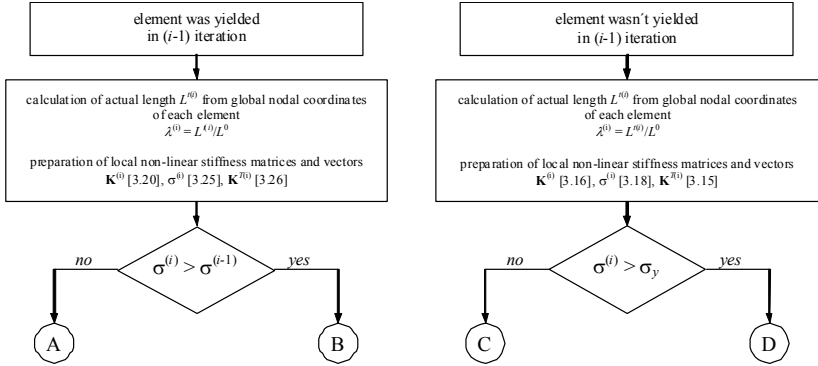 element was yielded
in (i-1) iteration
calculation of actual length L^t(i) from global nodal coordinates
of each element
λ^(i) = L^t(i)/L^0
preparation of local non-linear stiffness matrices and vectors
K^(i) [3.20], σ^(i) [3.25], K^T(i) [3.26]
no
σ^(i) > σ^(i-1)
yes
A
B
element wasn´t yielded
in (i-1) iteration
calculation of actual length L^t(i) from global nodal coordinates
of each element
λ^(i) = L^t(i)/L^0
preparation of local non-linear stiffness matrices and vectors
K^(i) [3.16], σ^(i) [3.18], K^T(i) [3.15]
no
σ^(i) > σ_y
yes
C
D